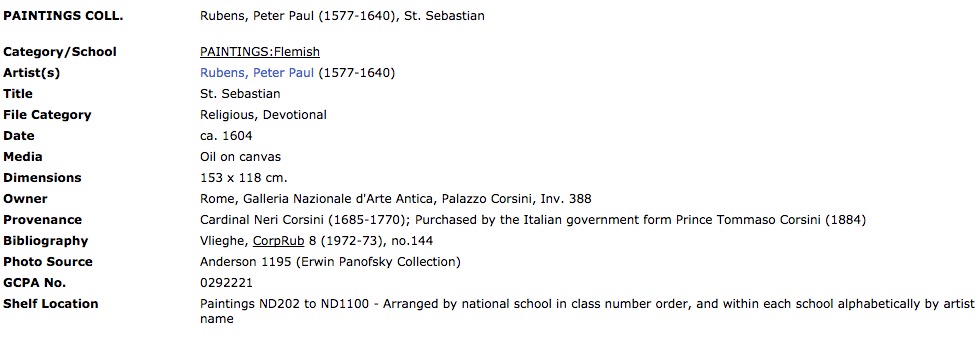 PAINTINGS COLL. Rubens, Peter Paul (1577-1640), St. Sebastian
Category/School PAINTINGS:Flemish
Artist(s) Rubens, Peter Paul (1577-1640)
Title St. Sebastian
File Category Religious, Devotional
Date ca. 1604
Media Oil on canvas
Dimensions 153 x 118 cm.
Owner Rome, Galleria Nazionale d'Arte Antica, Palazzo Corsini, Inv. 388
Provenance Cardinal Neri Corsini (1685-1770); Purchased by the Italian government form Prince Tommaso Corsini (1884)
Bibliography Vlieghe, CorpRub 8 (1972-73), no.144
Photo Source Anderson 1195 (Erwin Panofsky Collection)
GCPA No. 0292221
Shelf Location Paintings ND202 to ND1100 - Arranged by national school in class number order, and within each school alphabetically by artist
name